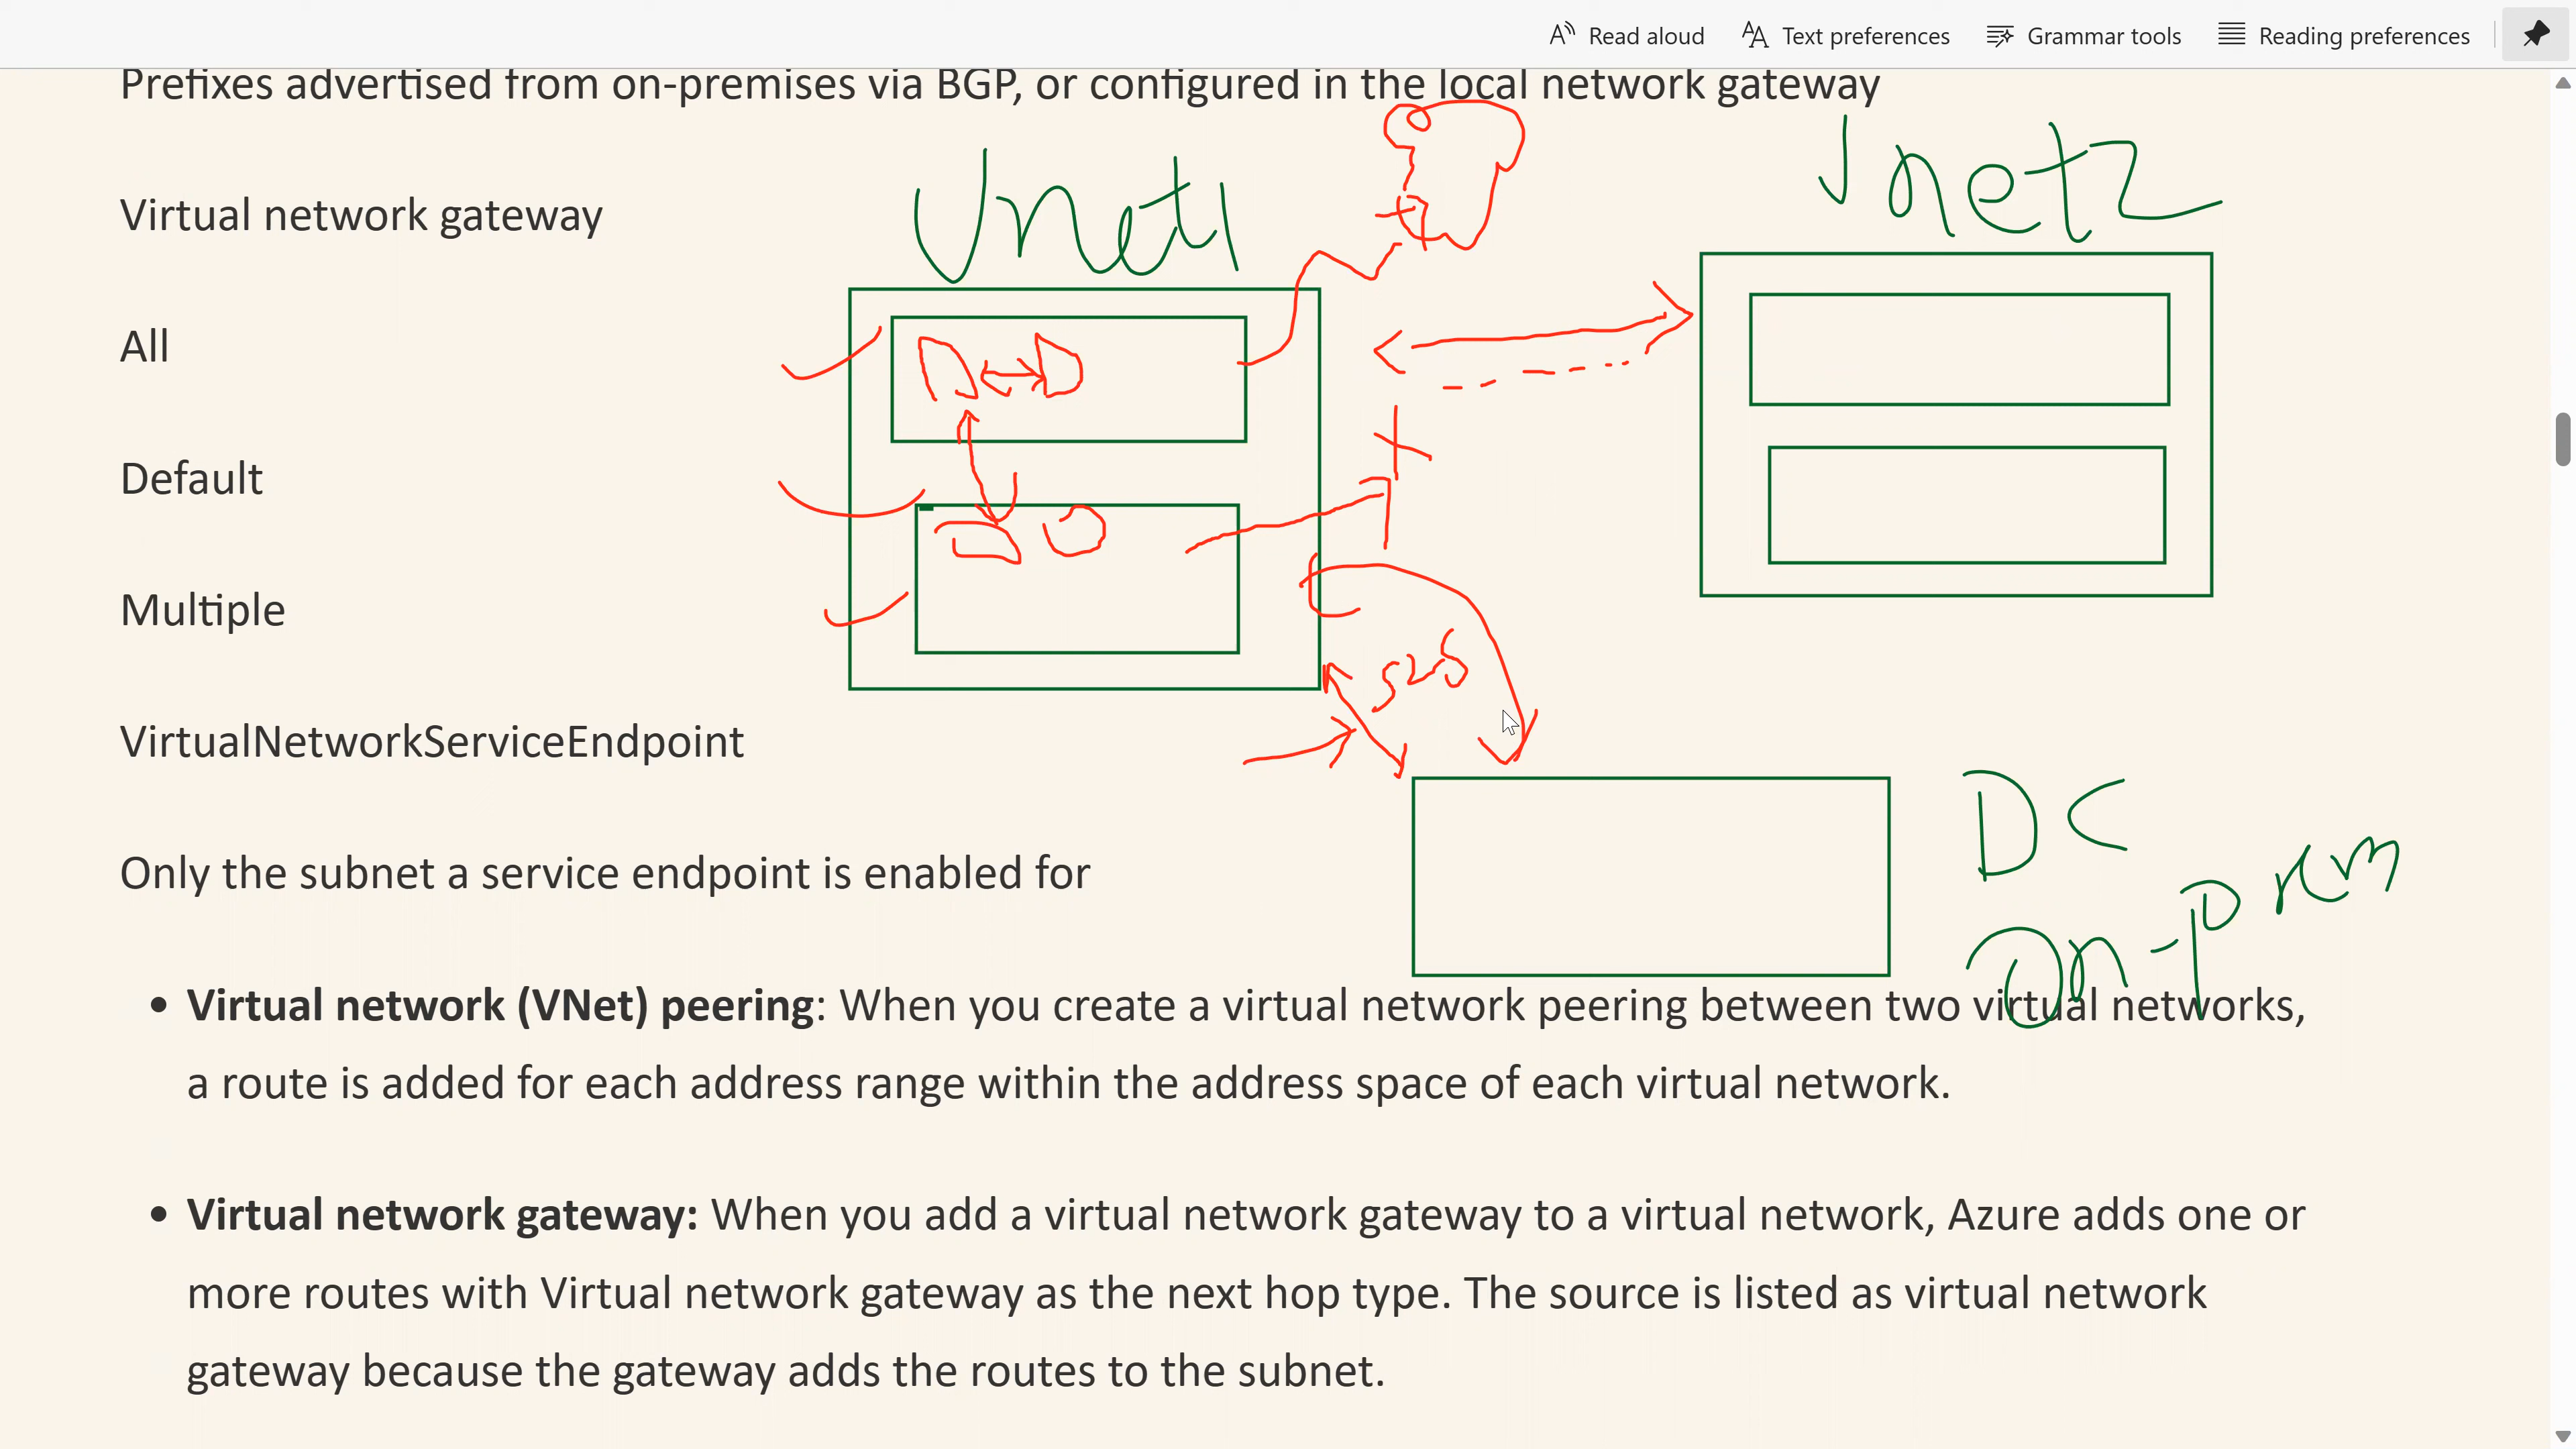 Read aloud Text preferences Grammar tools Reading preferences
Prefixes advertised from on-premises via BGP, or configured in the local network gateway
Virtual network gateway
Vnet1
Vnet2
All
Default
Multiple
S2S
VirtualNetworkServiceEndpoint
DC
On-prem
Only the subnet a service endpoint is enabled for
• Virtual network (VNet) peering: When you create a virtual network peering between two virtual networks,
a route is added for each address range within the address space of each virtual network.
• Virtual network gateway: When you add a virtual network gateway to a virtual network, Azure adds one or
more routes with Virtual network gateway as the next hop type. The source is listed as virtual network
gateway because the gateway adds the routes to the subnet.